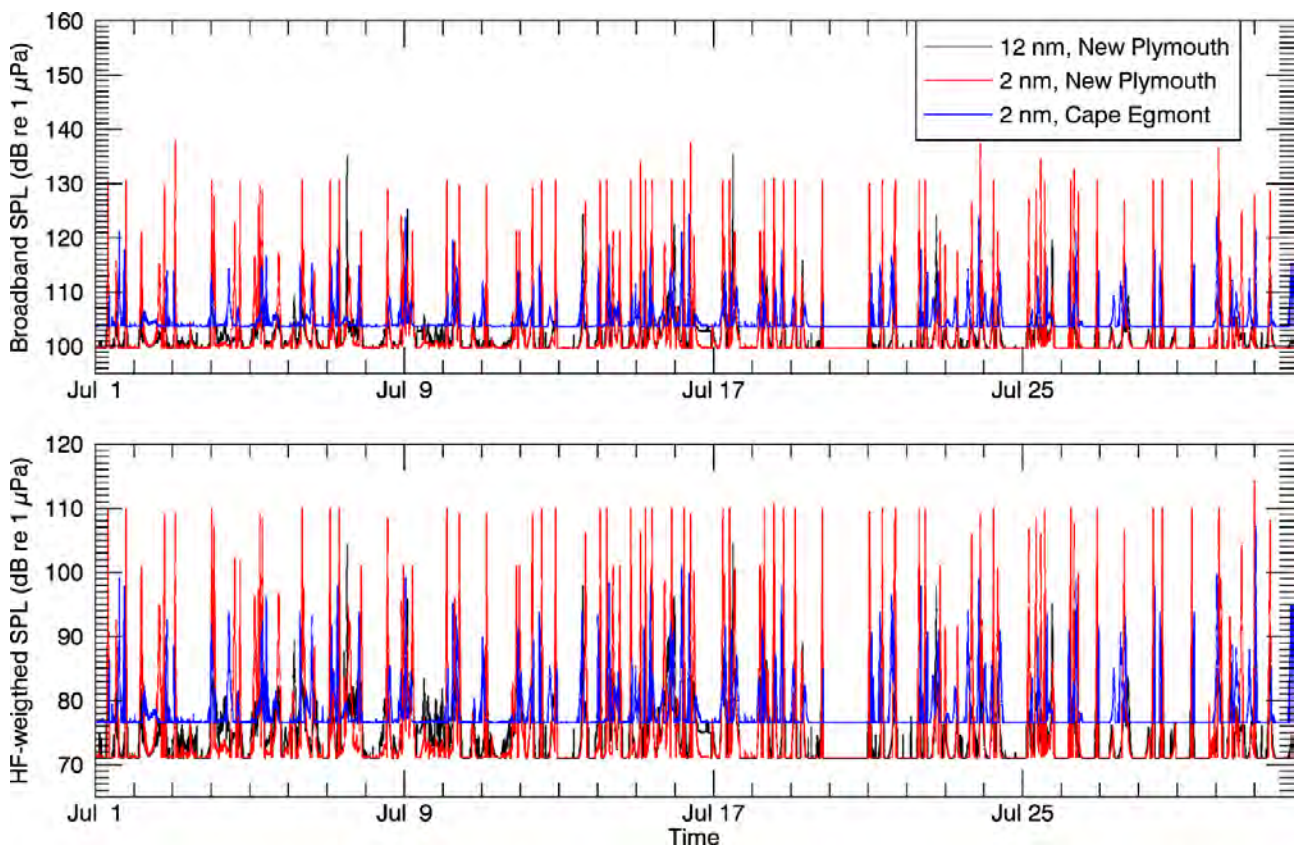 160
150
140
130
120
110
100
Broadband SPL (dB re 1 µPa)
12 nm, New Plymouth
2 nm, New Plymouth
2 nm, Cape Egmont
Jul 1
Jul 9
Jul 17
Jul 25
120
110
100
90
80
70
HF-weigthned SPL (dB re 1 µPa)
Jul 1
Jul 9
Jul 17
Jul 25
Time